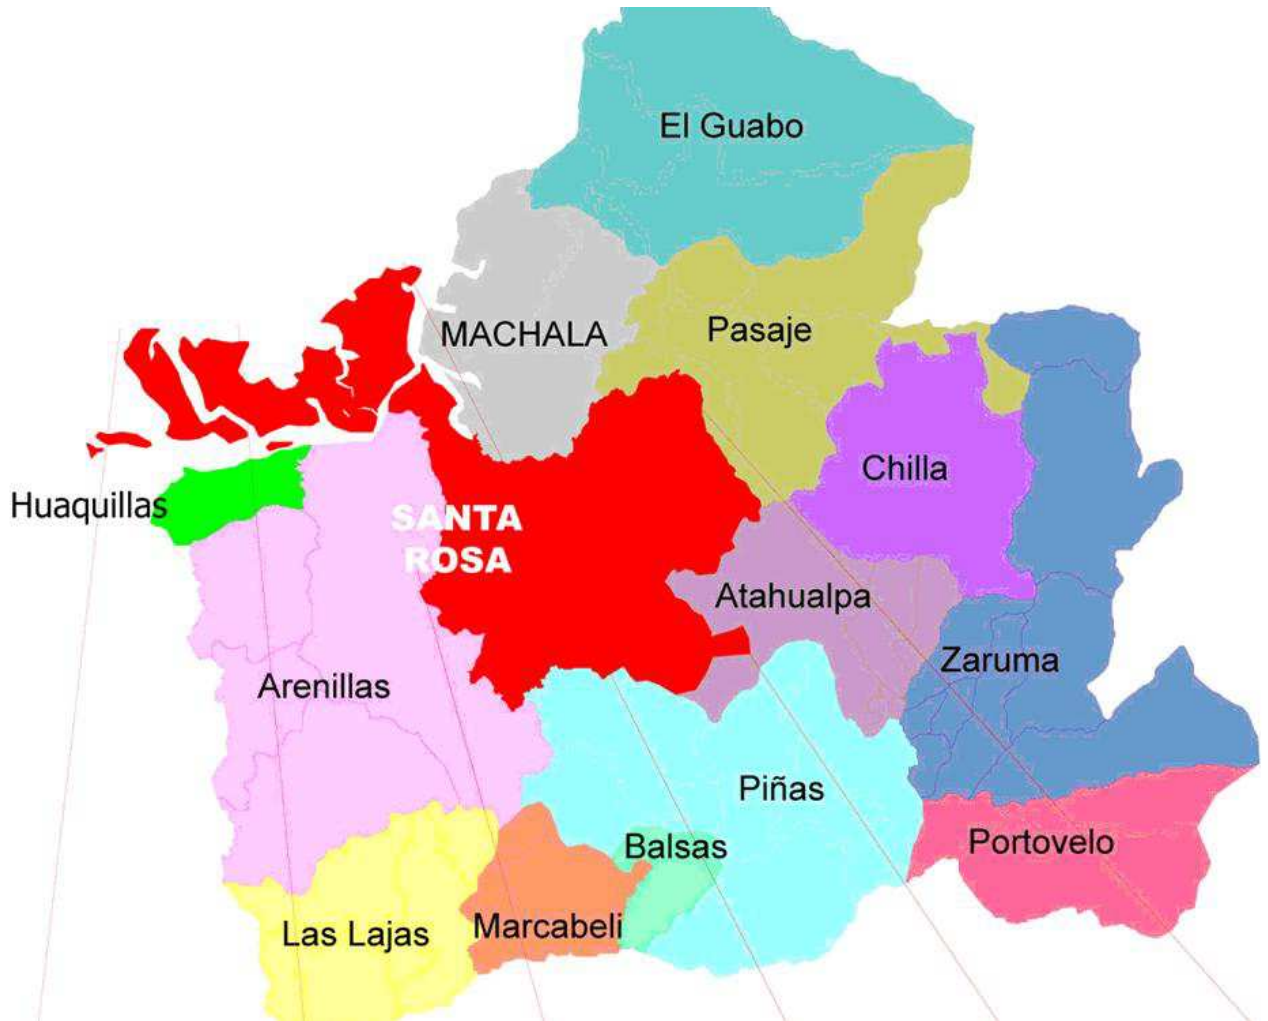 El Guabo
MACHALA
Pasaje
Chilla
Huaquillas
SANTA
ROSA
Atahualpa
Zaruma
Arenillas
Piñas
Balsas
Portovelo
Las Lajas
Marcabeli